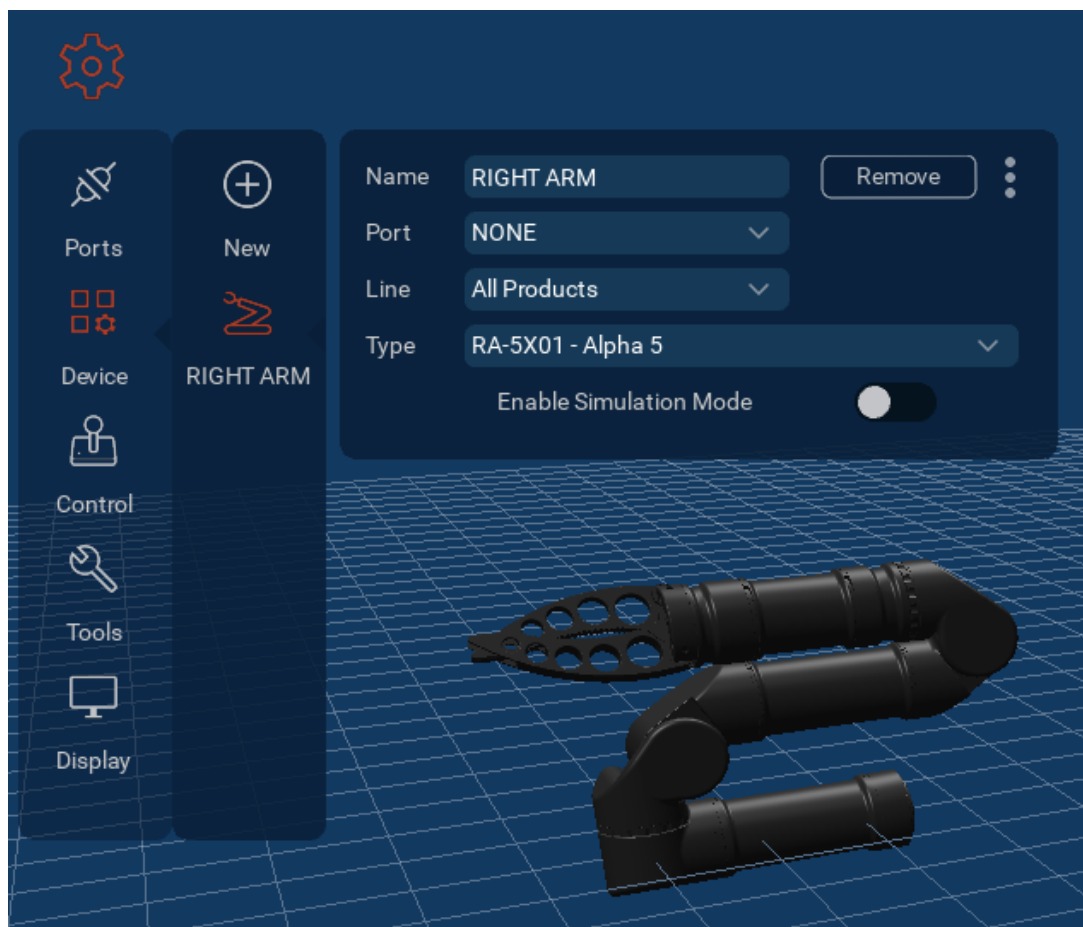 Ports
Device
Control
Tools
Display
New
RIGHT ARM
Name RIGHT ARM Remove
Port NONE
Line All Products
Type RA-5X01 - Alpha 5
Enable Simulation Mode